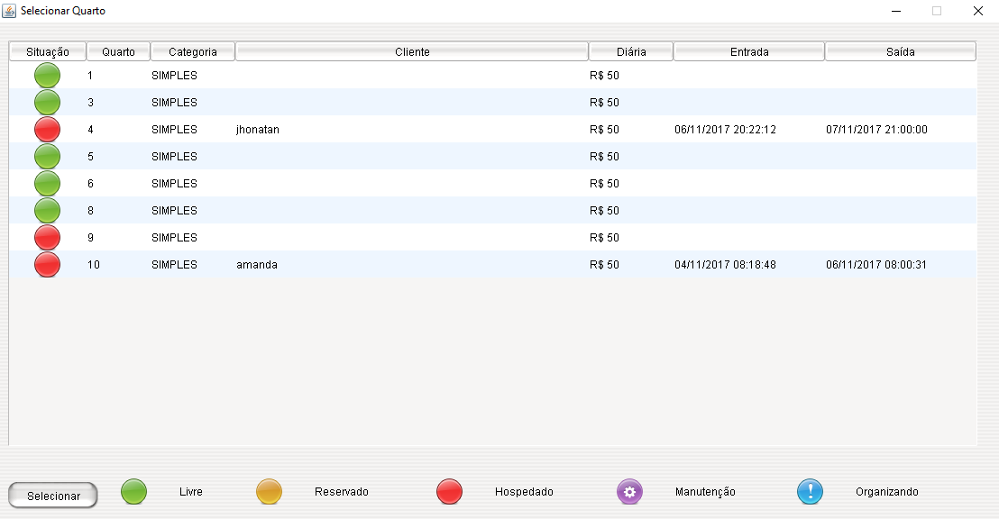 Selecionar Quarto
Situação Quarto Categoria Cliente Diária Entrada Saída
1 SIMPLES R$ 50
3 SIMPLES R$ 50
4 SIMPLES jhonatan R$ 50 06/11/2017 20:22:12 07/11/2017 21:00:00
5 SIMPLES R$ 50
6 SIMPLES R$ 50
8 SIMPLES R$ 50
9 SIMPLES R$ 50
10 SIMPLES amanda R$ 50 04/11/2017 08:18:48 06/11/2017 08:00:31
Selecionar Livre Reservado Hospedado Manutenção Organizando